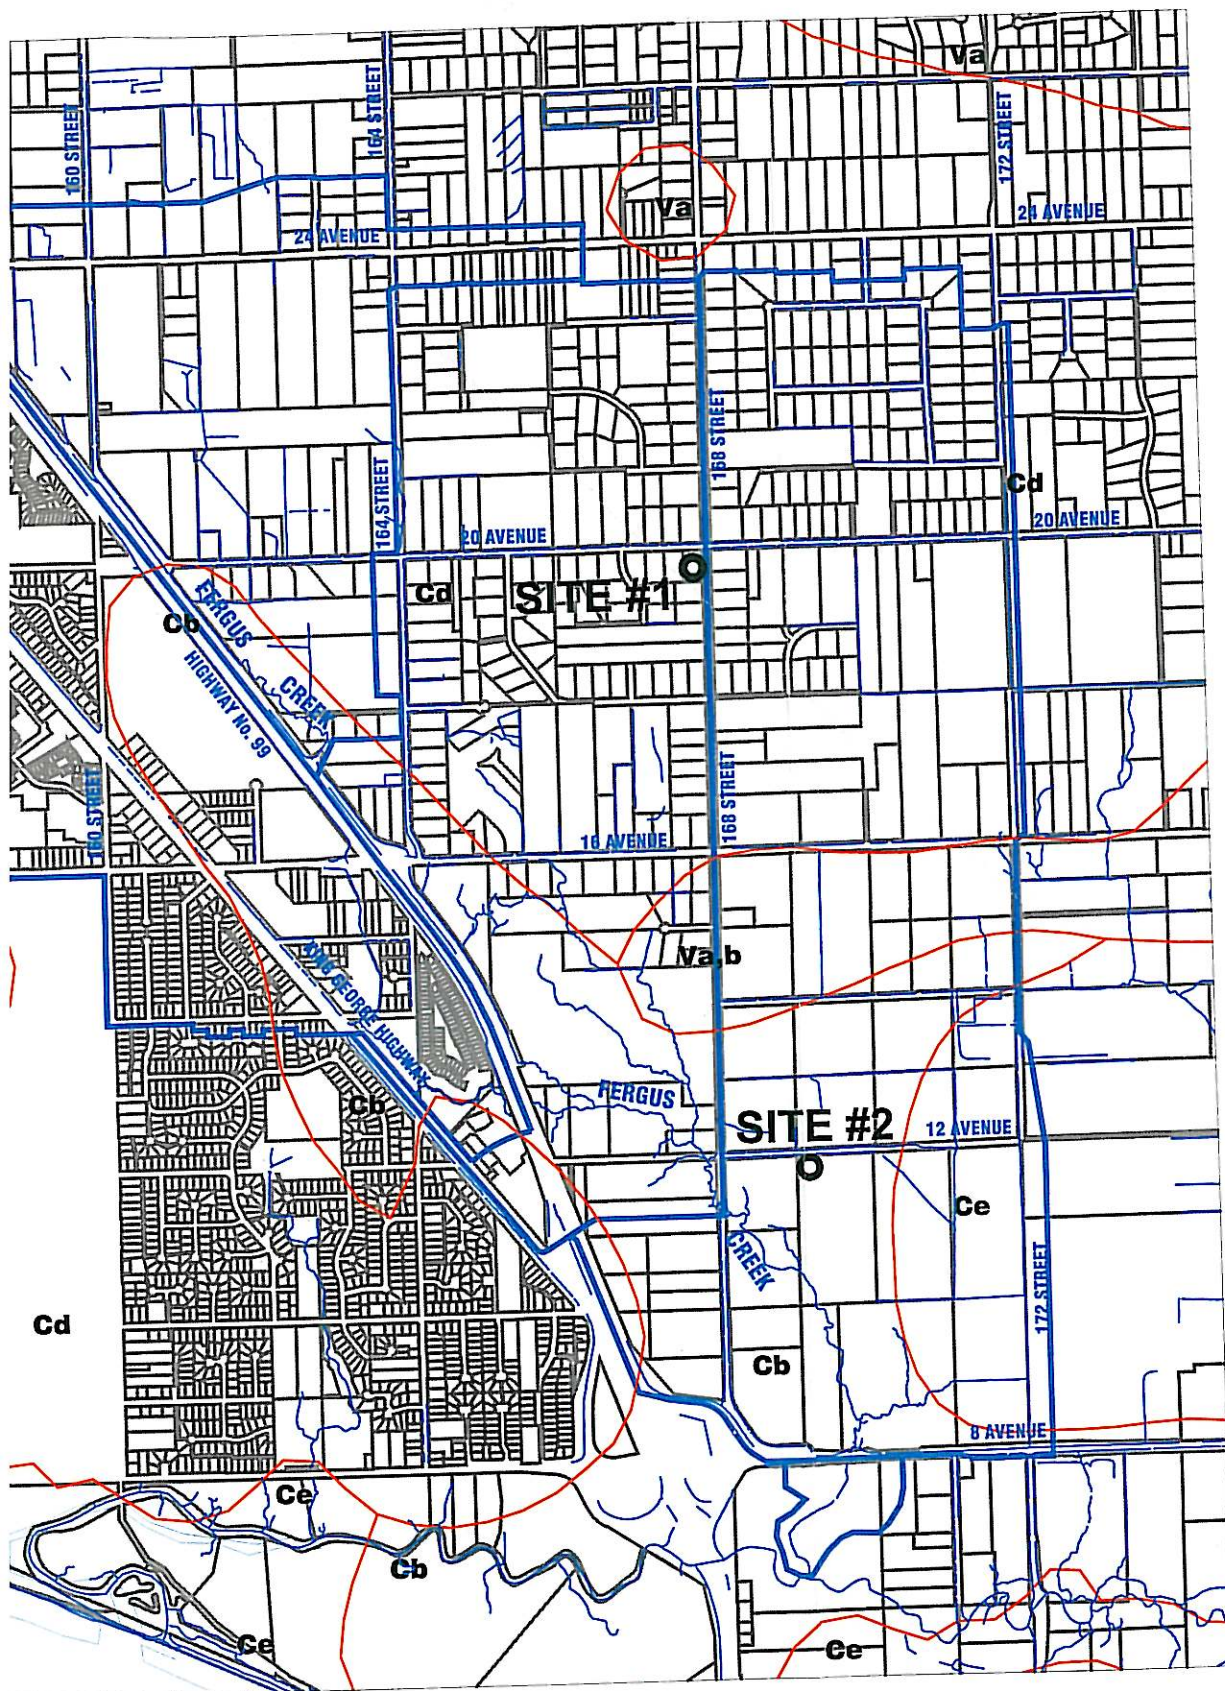 Va
164 STREET
160 STREET
172 STREET
Va
24 AVENUE
24 AVENUE
168 STREET
164 STREET
Cd
20 AVENUE
20 AVENUE
Cd
SITE #1
FERGUS
Cb
CREEK
HIGHWAY No. 99
160 STREET
168 STREET
16 AVENUE
Va,b
KING GEORGE HIGHWAY
FERGUS
Cb
SITE #2
12 AVENUE
Ce
CREEK
172 STREET
Cd
Cb
8 AVENUE
Ce
Cb
Ce
Ce